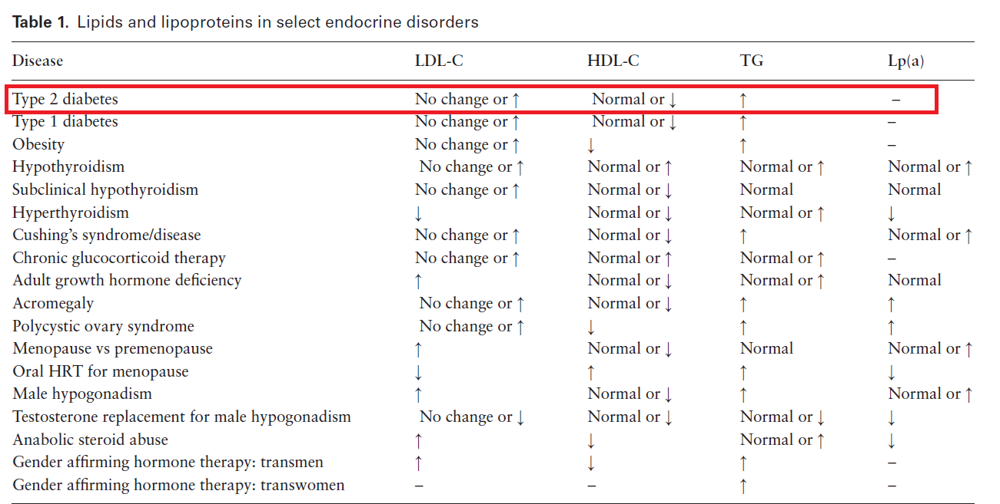 Table 1. Lipids and lipoproteins in select endocrine disorders
Disease LDL-C HDL-C TG Lp(a)
Type 2 diabetes No change or ↑ Normal or ↓ ↑ –
Type 1 diabetes No change or ↑ Normal or ↓ ↑ –
Obesity No change or ↑ ↓ ↑ –
Hypothyroidism No change or ↑ Normal or ↑ Normal or ↑ Normal or ↑
Subclinical hypothyroidism No change or ↑ Normal or ↓ Normal Normal
Hyperthyroidism ↓ Normal or ↓ Normal or ↑ ↓
Cushing's syndrome/disease No change or ↑ Normal or ↓ ↑ Normal or ↑
Chronic glucocorticoid therapy No change or ↑ Normal or ↑ Normal or ↑ –
Adult growth hormone deficiency ↑ Normal or ↓ Normal or ↑ Normal
Acromegaly No change or ↑ Normal or ↓ ↑ ↑
Polycystic ovary syndrome No change or ↑ ↓ ↑ ↑
Menopause vs premenopause ↑ Normal or ↓ Normal Normal or ↑
Oral HRT for menopause ↓ ↑ ↑ ↓
Male hypogonadism ↑ Normal or ↓ ↑ Normal or ↑
Testosterone replacement for male hypogonadism No change or ↓ Normal or ↓ Normal or ↓ ↓
Anabolic steroid abuse ↑ ↓ Normal or ↑ ↓
Gender affirming hormone therapy: transmen ↑ ↓ ↑ –
Gender affirming hormone therapy: transwomen – – ↑ –